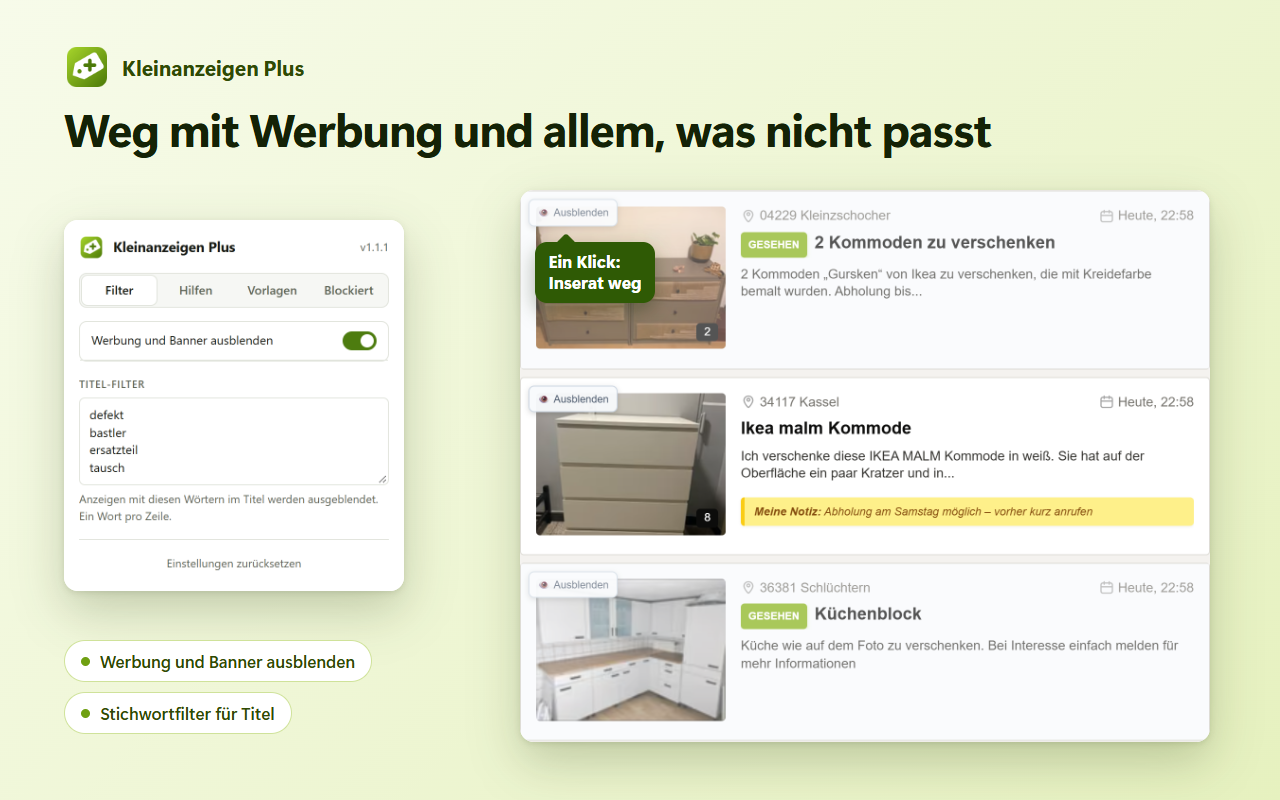 Kleinanzeigen Plus
Weg mit Werbung und allem, was nicht passt
Kleinanzeigen Plus
v1.1.1
Filter
Hilfen
Vorlagen
Blockiert
Werbung und Banner ausblenden
TITEL-FILTER
defekt
bastler
ersatzteil
tausch
Anzeigen mit diesen Wörtern im Titel werden ausgeblendet.
Ein Wort pro Zeile.
Einstellungen zurücksetzen
Werbung und Banner ausblenden
Stichwortfilter für Titel
Ausblenden
Ein Klick:
Inserat weg
2
04229 Kleinzschocher
Heute, 22:58
GESEHEN
2 Kommoden zu verschenken
2 Kommoden „Gursken“ von Ikea zu verschenken, die mit Kreidefarbe
bemalt wurden. Abholung bis...
Ausblenden
8
34117 Kassel
Heute, 22:58
Ikea malm Kommode
Ich verschenke diese IKEA MALM Kommode in weiß. Sie hat auf der
Oberfläche ein paar Kratzer und in...
Meine Notiz: Abholung am Samstag möglich – vorher kurz anrufen
Ausblenden
36381 Schlüchtern
Heute, 22:58
GESEHEN
Küchenblock
Küche wie auf dem Foto zu verschenken. Bei Interesse einfach melden für
mehr Informationen